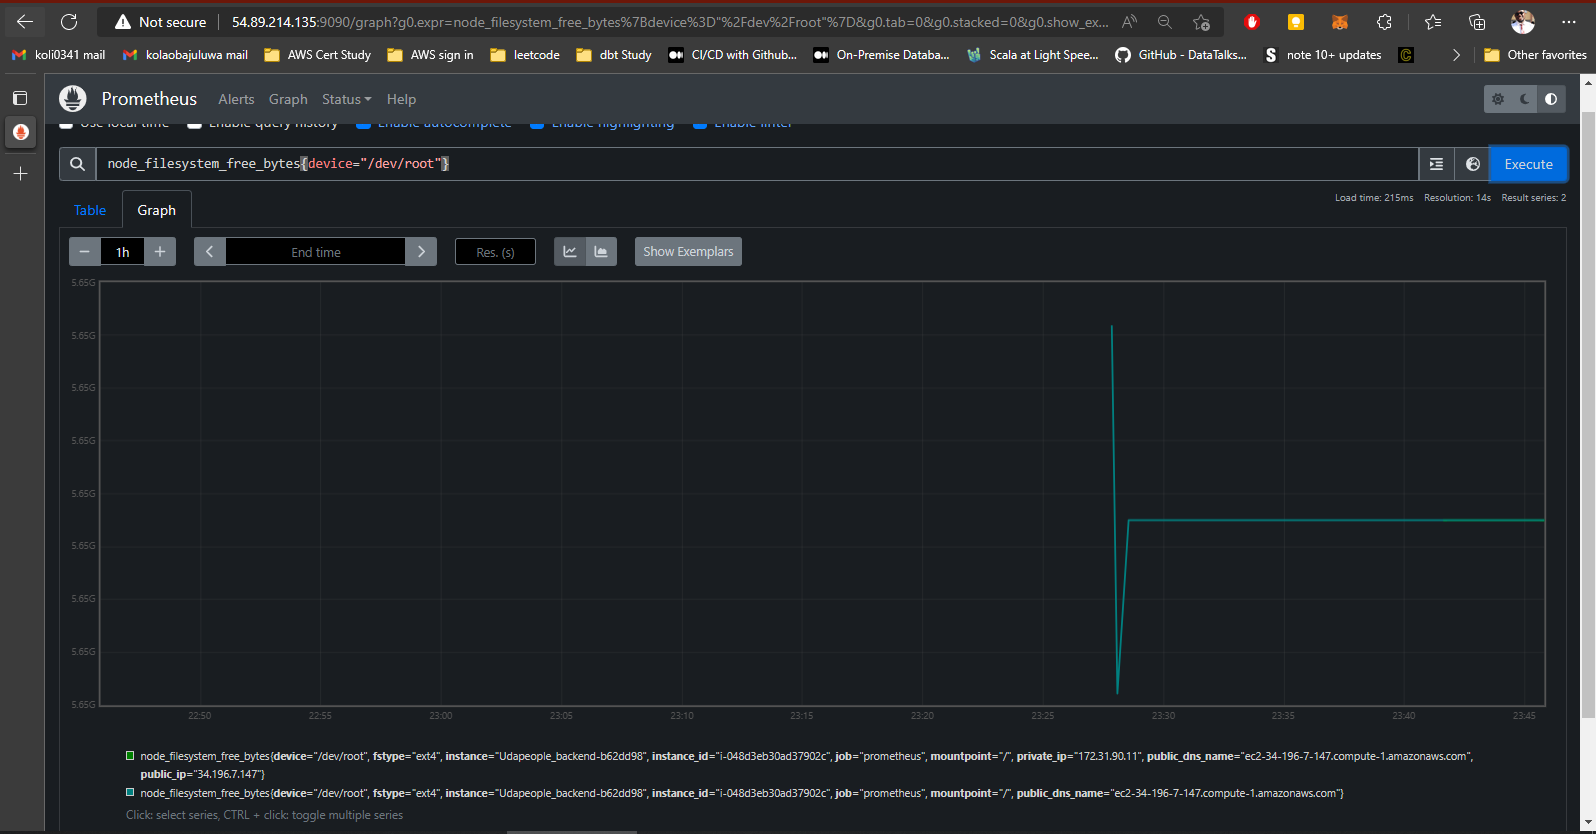 Not secure
54.89.214.135:9090/graph?g0.expr=node_filesystem_free_bytes%7Bdevice%3D"%2Fdev%2Froot"%7D&g0.tab=0&g0.stacked=0&g0.show_ex...
koli0341 mail kolaobajuluwa mail AWS Cert Study AWS sign in leetcode dbt Study CI/CD with Github... On-Premise Databa... Scala at Light Spee... GitHub - DataTalks... note 10+ updates Other favorites
Prometheus Alerts Graph Status Help
Use local time Enable query history Enable autocomplete Enable highlighting Enable linter
node_filesystem_free_bytes{device="/dev/root"}
Execute
Load time: 215ms Resolution: 14s Result series: 2
Table Graph
− 1h + End time Res. (s) Show Exemplars
5.65G
5.65G
5.65G
5.65G
5.65G
5.65G
5.65G
5.65G
5.65G
22:50 22:55 23:00 23:05 23:10 23:15 23:20 23:25 23:30 23:35 23:40 23:45
node_filesystem_free_bytes{device="/dev/root", fstype="ext4", instance="Udapeople_backend-b62dd98", instance_id="i-048d3eb30ad37902c", job="prometheus", mountpoint="/", private_ip="172.31.90.11", public_dns_name="ec2-34-196-7-147.compute-1.amazonaws.com",
public_ip="34.196.7.147"}
node_filesystem_free_bytes{device="/dev/root", fstype="ext4", instance="Udapeople_backend-b62dd98", instance_id="i-048d3eb30ad37902c", job="prometheus", mountpoint="/", public_dns_name="ec2-34-196-7-147.compute-1.amazonaws.com"}
Click: select series, CTRL + click: toggle multiple series